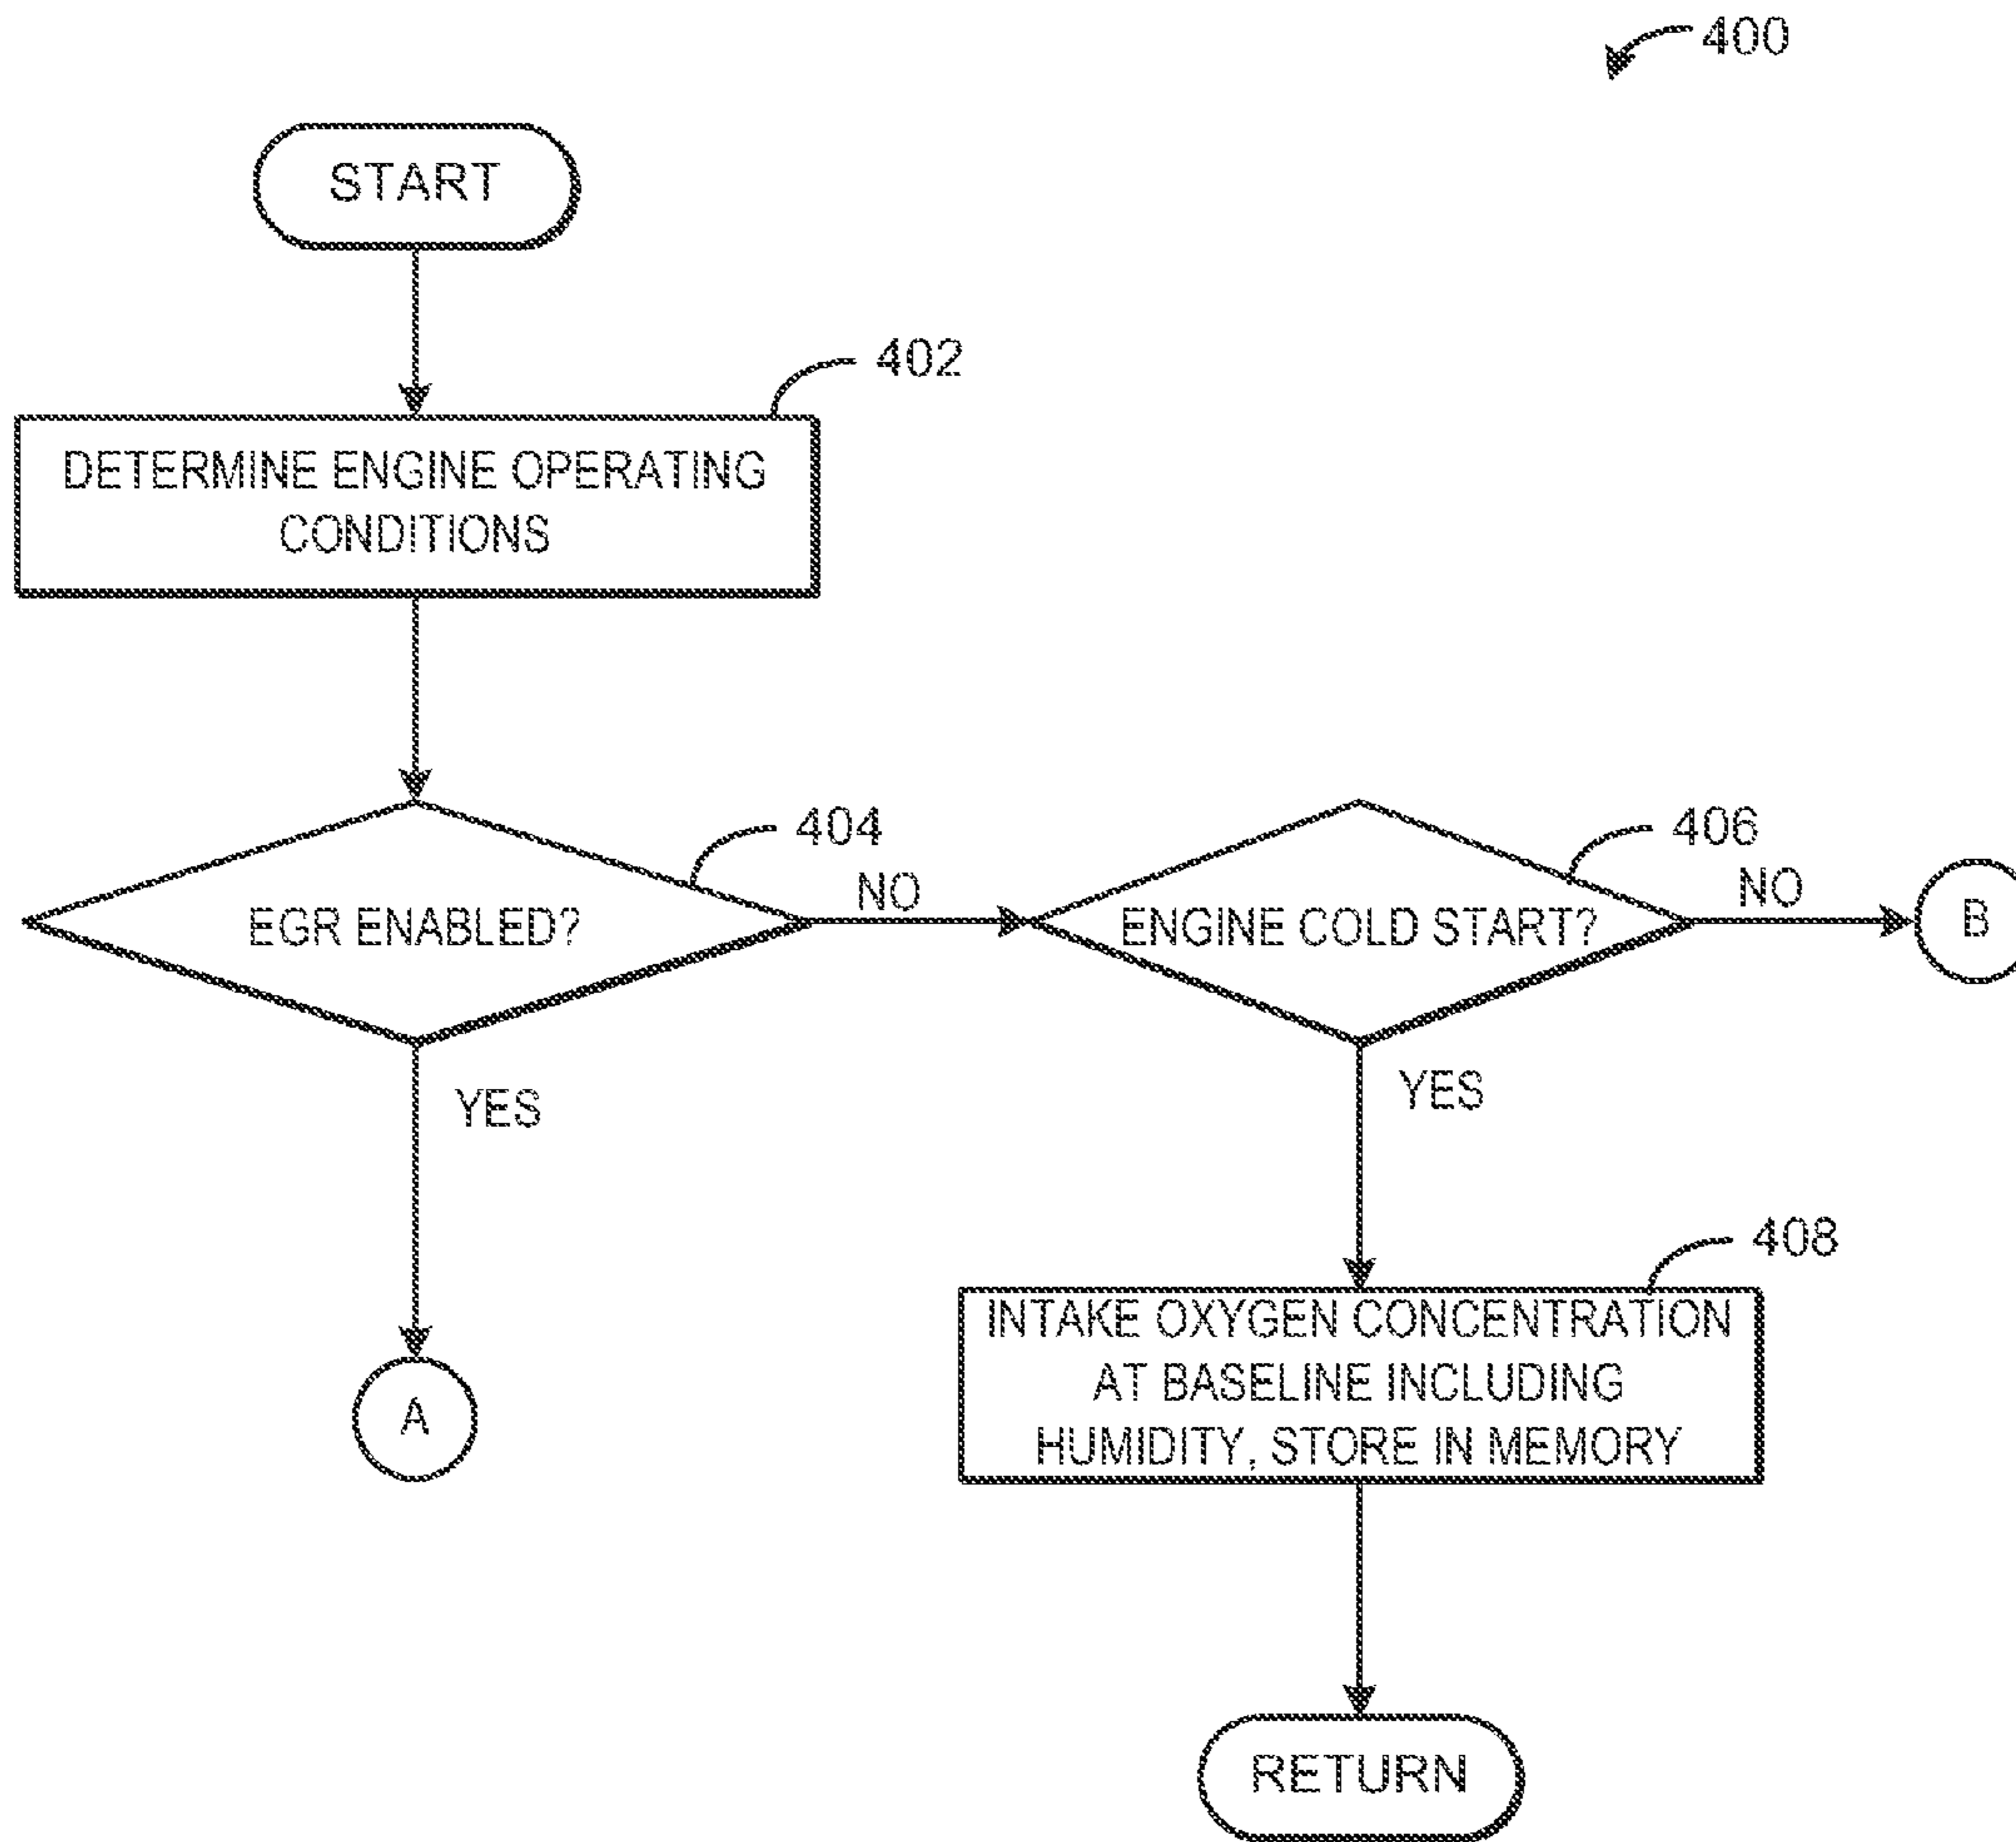 400
START
402
DETERMINE ENGINE OPERATING
CONDITIONS
404
EGR ENABLED?
NO
406
ENGINE COLD START?
NO
B
YES
YES
408
INTAKE OXYGEN CONCENTRATION
AT BASELINE INCLUDING
HUMIDITY, STORE IN MEMORY
A
RETURN